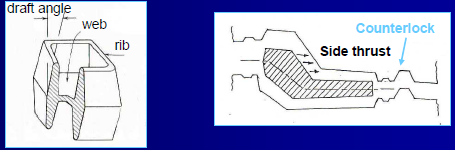 draft angle
web
rib
Counterlock
Side thrust